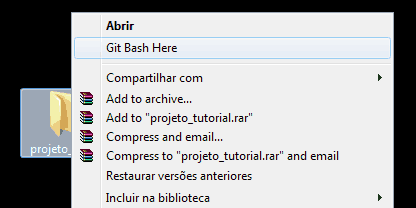 Abrir
Git Bash Here
Compartilhar com
Add to archive...
Add to "projeto_tutorial.rar"
Compress and email...
Compress to "projeto_tutorial.rar" and email
Restaurar versões anteriores
Incluir na biblioteca
projeto_